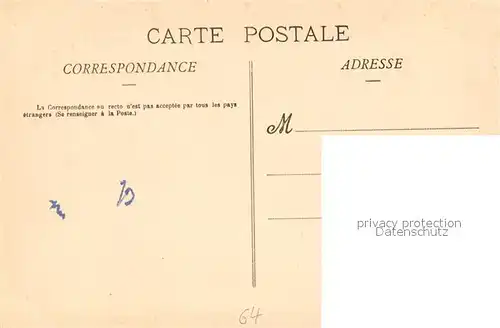 CARTE POSTALE
CORRESPONDANCE
ADRESSE
La Correspondance au recto n'est pas acceptée par tous les pays
étrangers (Se renseigner à la Poste.)
M
privacy protection
Datenschutz
64